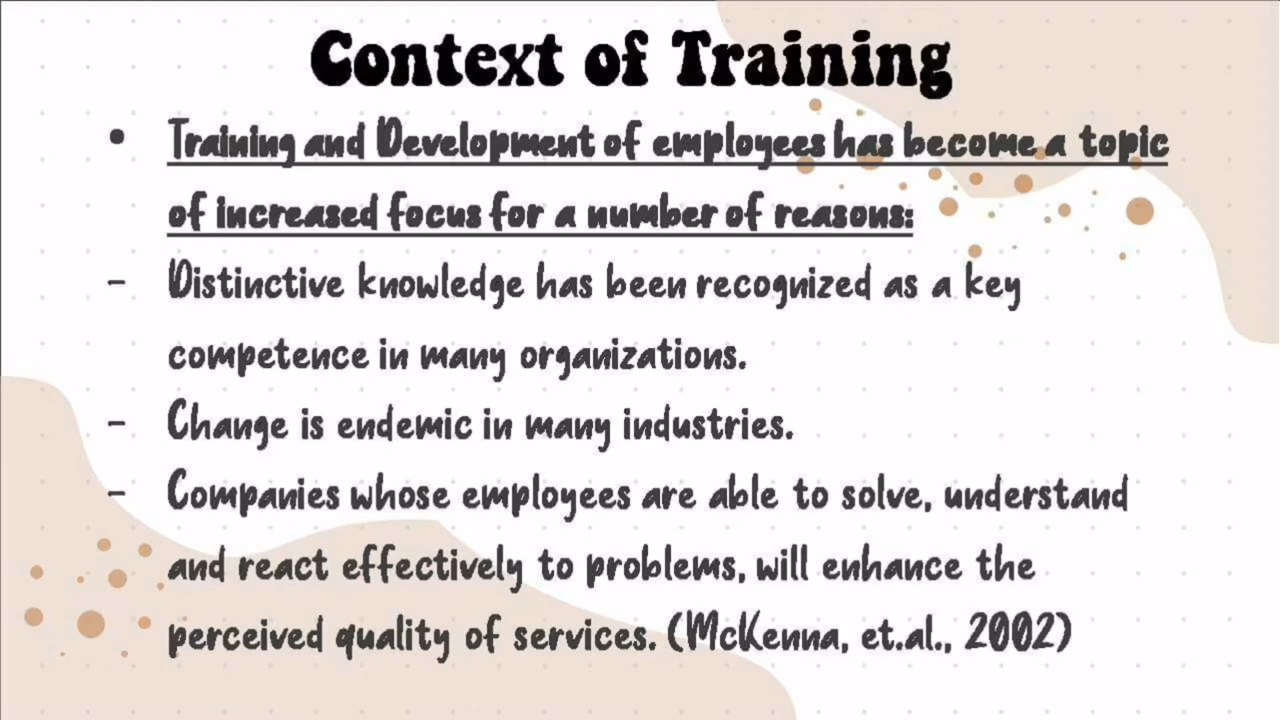 Context of Training
• Training and Development of employees has become a topic
of increased focus for a number of reasons:
- Distinctive knowledge has been recognized as a key
competence in many organizations.
- Change is endemic in many industries.
- Companies whose employees are able to solve, understand
and react effectively to problems, will enhance the
perceived quality of services. (McKenna, et.al., 2002)